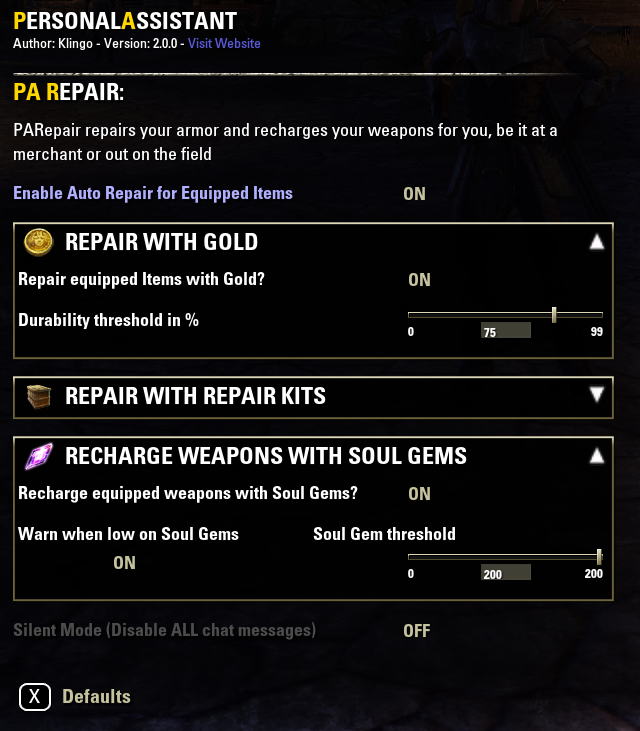 PERSONALASSISTANT
Author: Klingo - Version: 2.0.0 - Visit Website
PA REPAIR:
PARepair repairs your armor and recharges your weapons for you, be it at a
merchant or out on the field
Enable Auto Repair for Equipped Items ON
REPAIR WITH GOLD
Repair equipped Items with Gold? ON
Durability threshold in %
0 75 99
REPAIR WITH REPAIR KITS
RECHARGE WEAPONS WITH SOUL GEMS
Recharge equipped weapons with Soul Gems? ON
Warn when low on Soul Gems Soul Gem threshold
ON
0 200 200
Silent Mode (Disable ALL chat messages) OFF
X Defaults